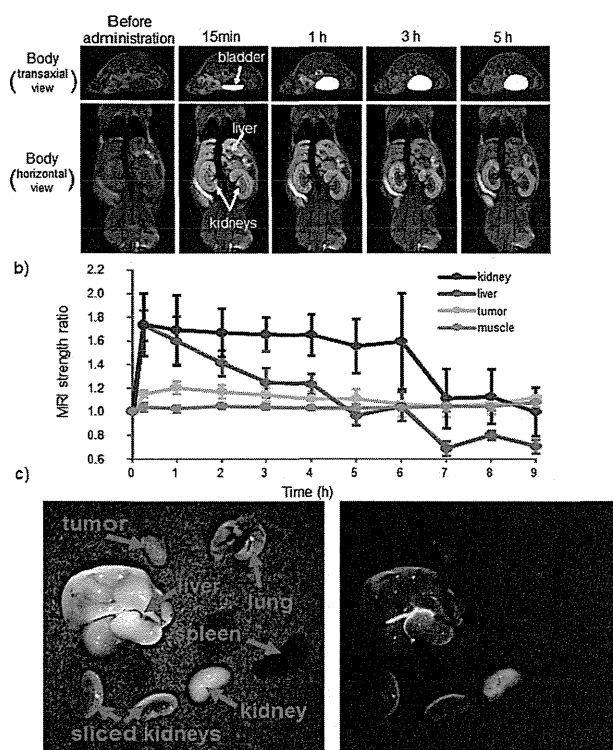 Before
administration
15min
1 h
3 h
5 h
Body
(transaxial
view)
bladder
Body
(horizontal
view)
liver
kidneys
b)
MRI strength ratio
2.2
2.0
1.8
1.6
1.4
1.2
1.0
0.8
0.6
kidney
liver
tumor
muscle
0 1 2 3 4 5 6 7 8 9
Time (h)
c)
tumor
liver
lung
spleen
kidney
sliced kidneys